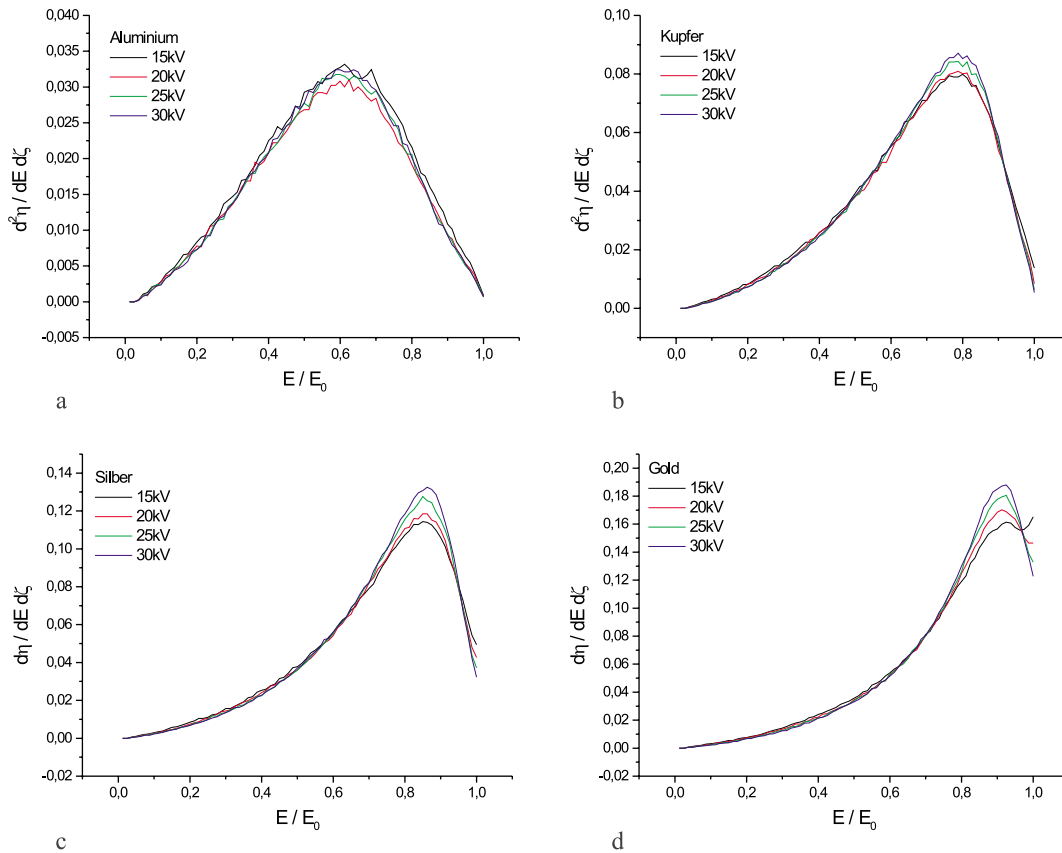 Aluminium
15kV
20kV
25kV
30kV
0,040
0,035
0,030
0,025
0,020
0,015
0,010
0,005
0,000
-0,005
d²η / dE dζ
0,0 0,2 0,4 0,6 0,8 1,0
E / E₀
a
Kupfer
15kV
20kV
25kV
30kV
0,10
0,08
0,06
0,04
0,02
0,00
d²η / dE dζ
0,0 0,2 0,4 0,6 0,8 1,0
E / E₀
b
Silber
15kV
20kV
25kV
30kV
0,14
0,12
0,10
0,08
0,06
0,04
0,02
0,00
-0,02
dη / dE dζ
0,0 0,2 0,4 0,6 0,8 1,0
E / E₀
c
Gold
15kV
20kV
25kV
30kV
0,20
0,18
0,16
0,14
0,12
0,10
0,08
0,06
0,04
0,02
0,00
-0,02
dη / dE dζ
0,0 0,2 0,4 0,6 0,8 1,0
E / E₀
d